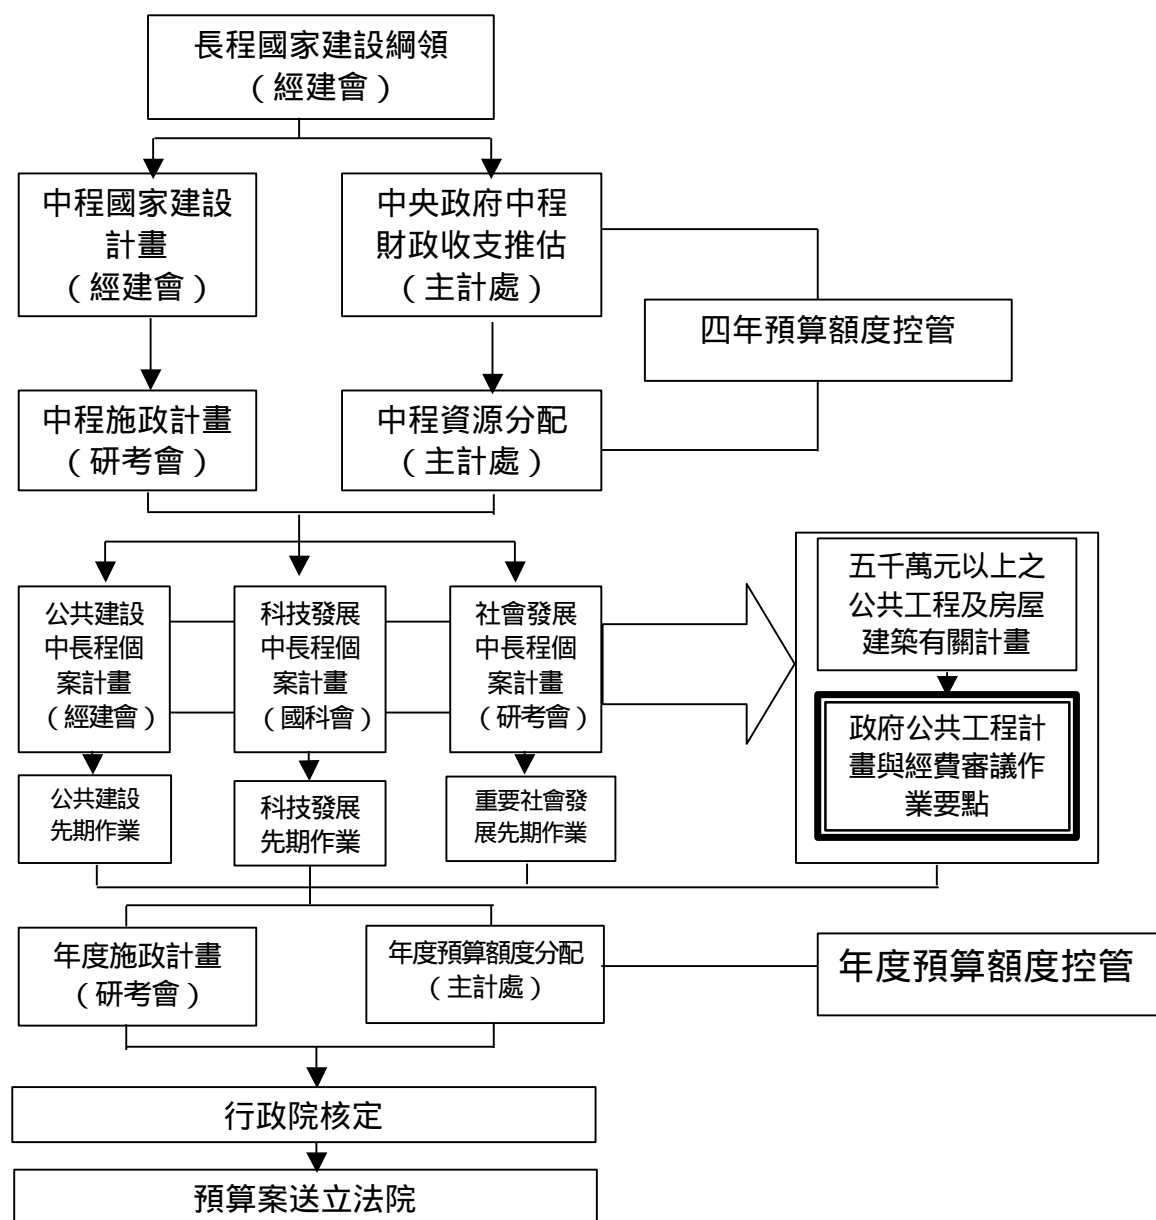 長程國家建設綱領
（經建會）
中程國家建設
計畫
（經建會）
中央政府中程
財政收支推估
（主計處）
四年預算額度控管
中程施政計畫
（研考會）
中程資源分配
（主計處）
公共建設
中長程個
案計畫
（經建會）
科技發展
中長程個
案計畫
（國科會）
社會發展
中長程個
案計畫
（研考會）
五千萬元以上之
公共工程及房屋
建築有關計畫
政府公共工程計
畫與經費審議作
業要點
公共建設
先期作業
科技發展
先期作業
重要社會發
展先期作業
年度施政計畫
（研考會）
年度預算額度分配
（主計處）
年度預算額度控管
行政院核定
預算案送立法院